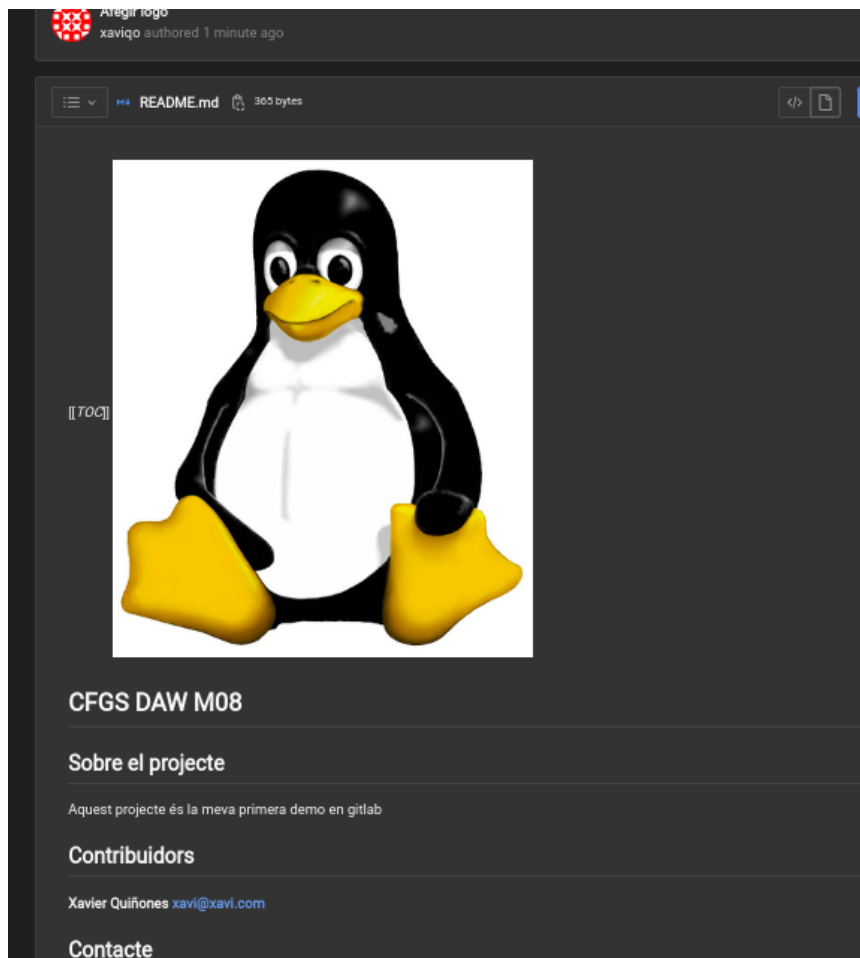 Afegir logo
xaviqo authored 1 minute ago
README.md 365 bytes
[[TOC]]
CFGS DAW M08
Sobre el projecte
Aquest projecte és la meva primera demo en gitlab
Contribuidors
Xavier Quiñones xavi@xavi.com
Contacte